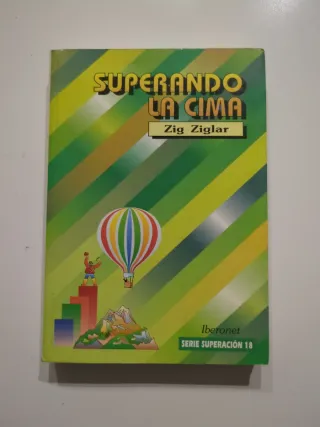 SUPERANDO
LA CIMA
Zig Ziglar
Iberonet
SERIE SUPERACIÓN 18